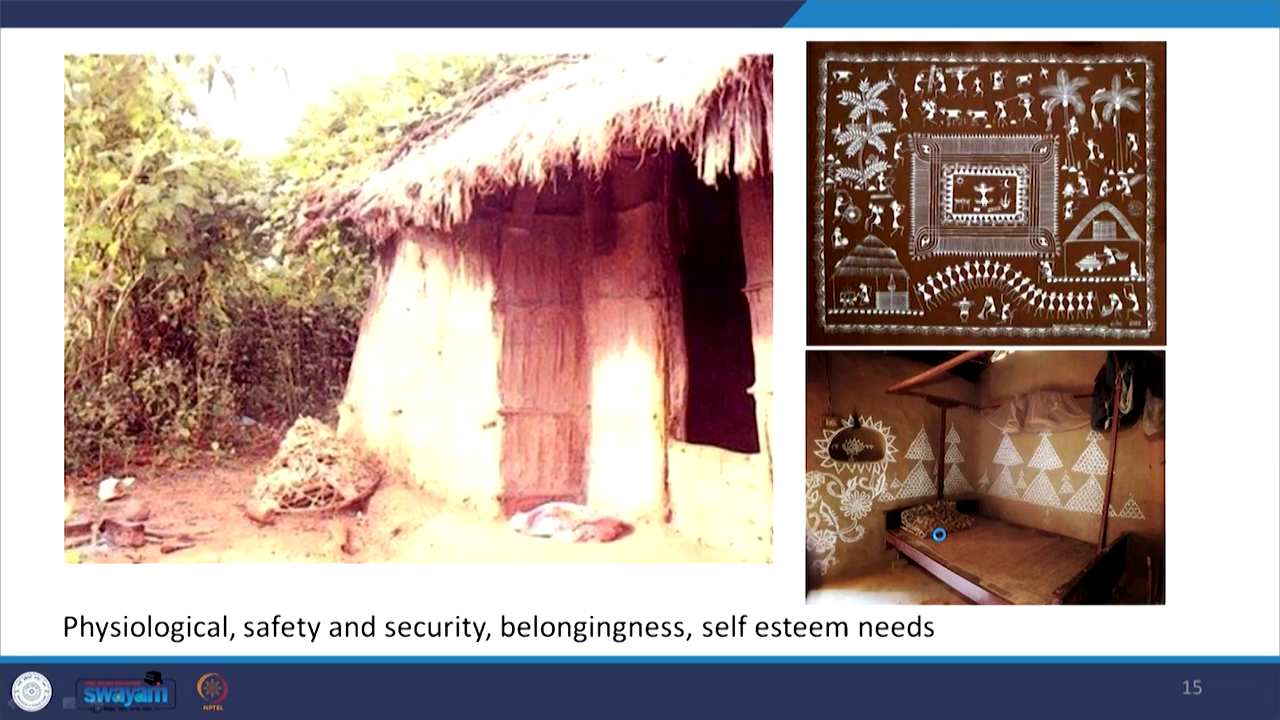 Physiological, safety and security, belongingness, self esteem needs
swayam
NPTEL
15